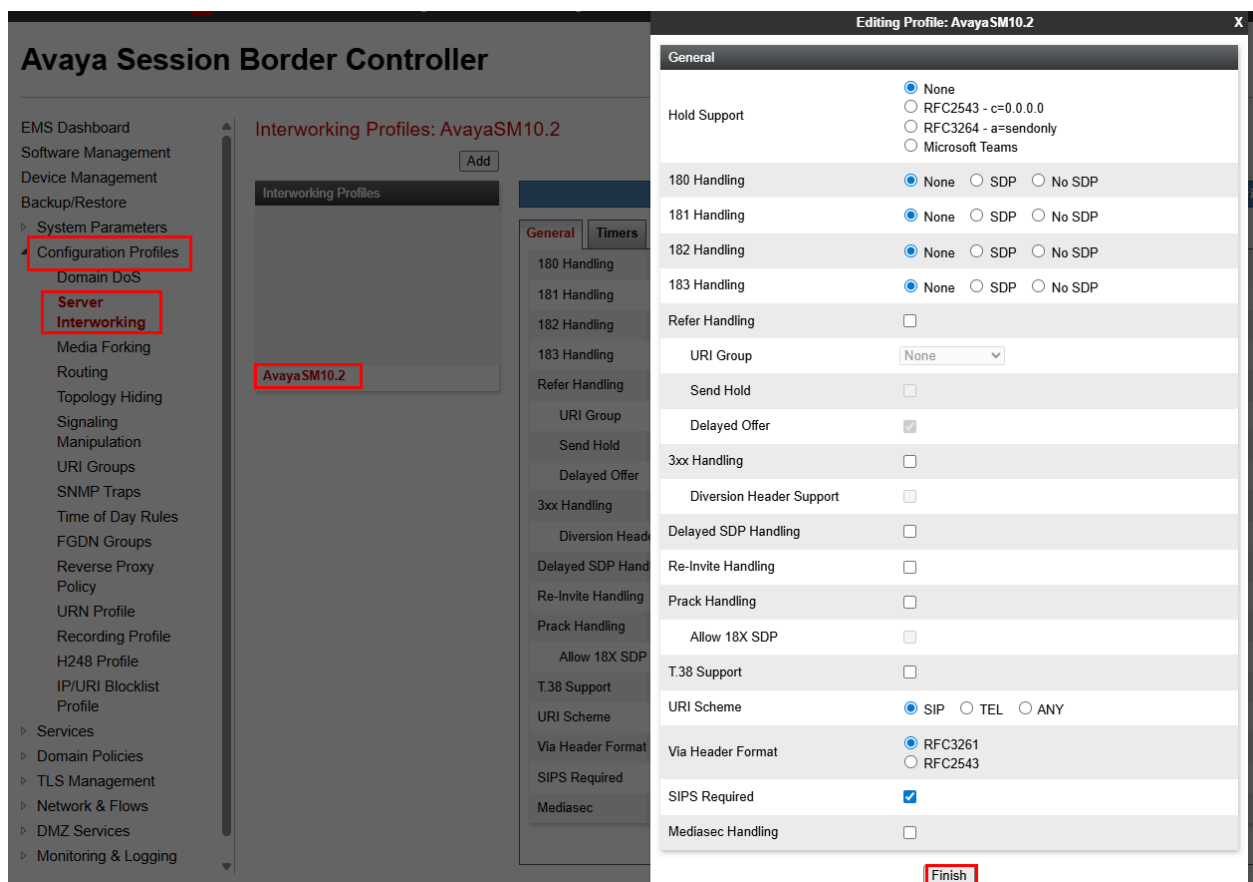 Editing Profile: AvayaSM10.2 X
Avaya Session Border Controller
EMS Dashboard
Software Management
Device Management
Backup/Restore
System Parameters
Configuration Profiles
Domain DoS
Server
Interworking
Media Forking
Routing
Topology Hiding
Signaling
Manipulation
URI Groups
SNMP Traps
Time of Day Rules
FGDN Groups
Reverse Proxy
Policy
URN Profile
Recording Profile
H248 Profile
IP/URI Blocklist
Profile
Services
Domain Policies
TLS Management
Network & Flows
DMZ Services
Monitoring & Logging
Interworking Profiles: AvayaSM10.2
Add
Interworking Profiles
AvayaSM10.2
General Timers
180 Handling
181 Handling
182 Handling
183 Handling
Refer Handling
URI Group
Send Hold
Delayed Offer
3xx Handling
Diversion Heade
Delayed SDP Hand
Re-Invite Handling
Prack Handling
Allow 18X SDP
T.38 Support
URI Scheme
Via Header Format
SIPS Required
Mediasec
General
Hold Support
None
RFC2543 - c=0.0.0.0
RFC3264 - a=sendonly
Microsoft Teams
180 Handling None SDP No SDP
181 Handling None SDP No SDP
182 Handling None SDP No SDP
183 Handling None SDP No SDP
Refer Handling
URI Group None
Send Hold
Delayed Offer
3xx Handling
Diversion Header Support
Delayed SDP Handling
Re-Invite Handling
Prack Handling
Allow 18X SDP
T.38 Support
URI Scheme SIP TEL ANY
Via Header Format
RFC3261
RFC2543
SIPS Required
Mediasec Handling
Finish